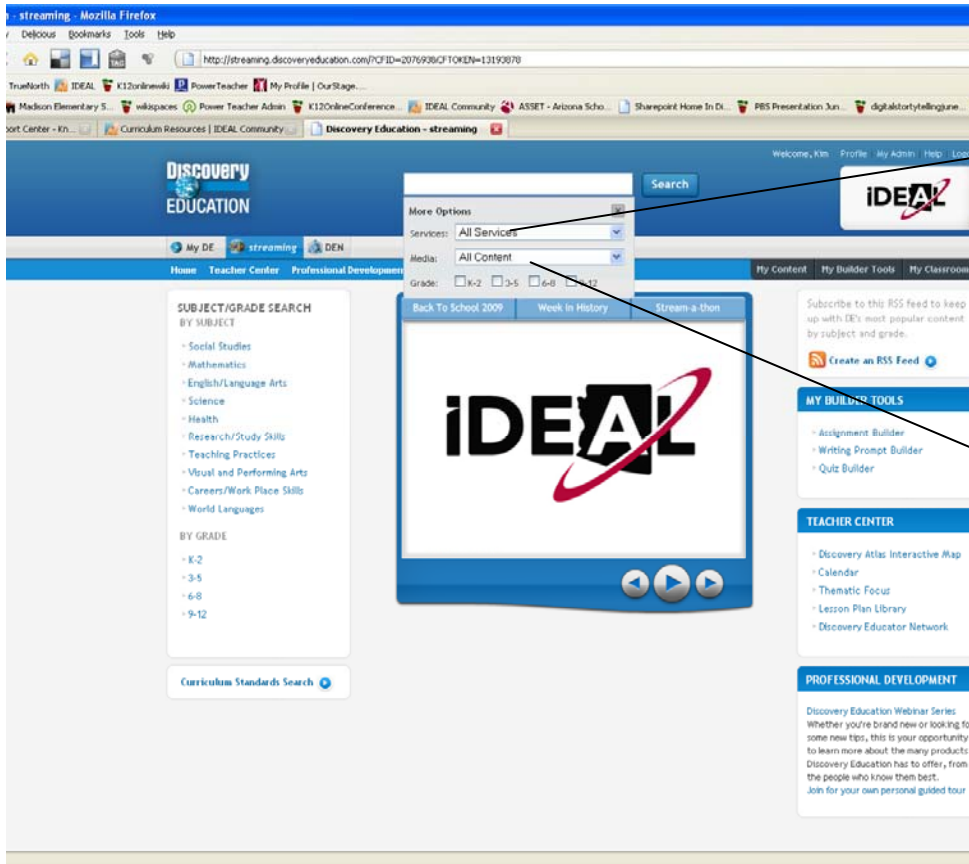 - streaming - Mozilla Firefox
Delicious Bookmarks Tools Help
http://streaming.discoveryeducation.com/?CFID=2076938&CFTOKEN=13193878
TrueNorth IDEAL K12onlinewiki PowerTeacher My Profile | OurStage....
Madison Elementary S... wikispaces Power Teacher Admin K12OnlineConference... IDEAL Community ASSET - Arizona Scho... Sharepoint Home In Di... PBS Presentation Jun... digitalstorytellingjune...
port Center - Kn... Curriculum Resources | IDEAL Community Discovery Education - streaming
Welcome, Kim Profile My Admin Help Logo
Discovery
EDUCATION
Search
iDEAL
More Options
Services: All Services
Media: All Content
Grade: K-2 3-5 6-8 9-12
My DE streaming DEN
Home Teacher Center Professional Developmen
My Content My Builder Tools My Classroom
SUBJECT/GRADE SEARCH
BY SUBJECT
Social Studies
Mathematics
English/Language Arts
Science
Health
Research/Study Skills
Teaching Practices
Visual and Performing Arts
Careers/Work Place Skills
World Languages
BY GRADE
K-2
3-5
6-8
9-12
Curriculum Standards Search
Back To School 2009 Week In History Stream-a-thon
iDEAL
Subscribe to this RSS feed to keep
up with DE's most popular content
by subject and grade.
Create an RSS Feed
MY BUILDER TOOLS
Assignment Builder
Writing Prompt Builder
Quiz Builder
TEACHER CENTER
Discovery Atlas Interactive Map
Calendar
Thematic Focus
Lesson Plan Library
Discovery Educator Network
PROFESSIONAL DEVELOPMENT
Discovery Education Webinar Series
Whether you're brand new or looking fo
some new tips, this is your opportunity
to learn more about the many products
Discovery Education has to offer, from
the people who know them best.
Join for your own personal guided tour